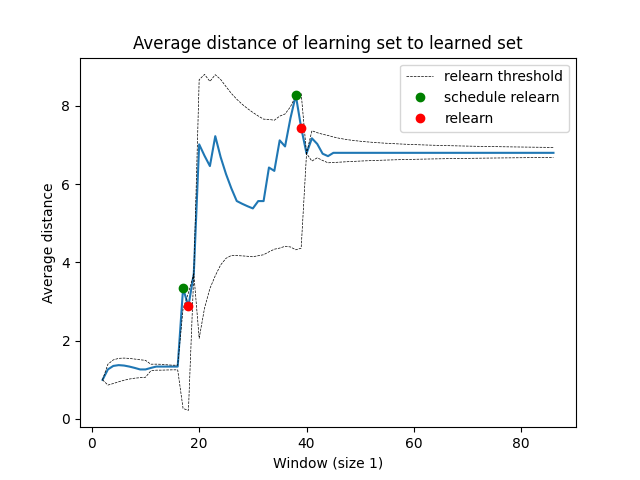 Average distance of learning set to learned set
relearn threshold
schedule relearn
relearn
Average distance
8
6
4
2
0
0 20 40 60 80
Window (size 1)